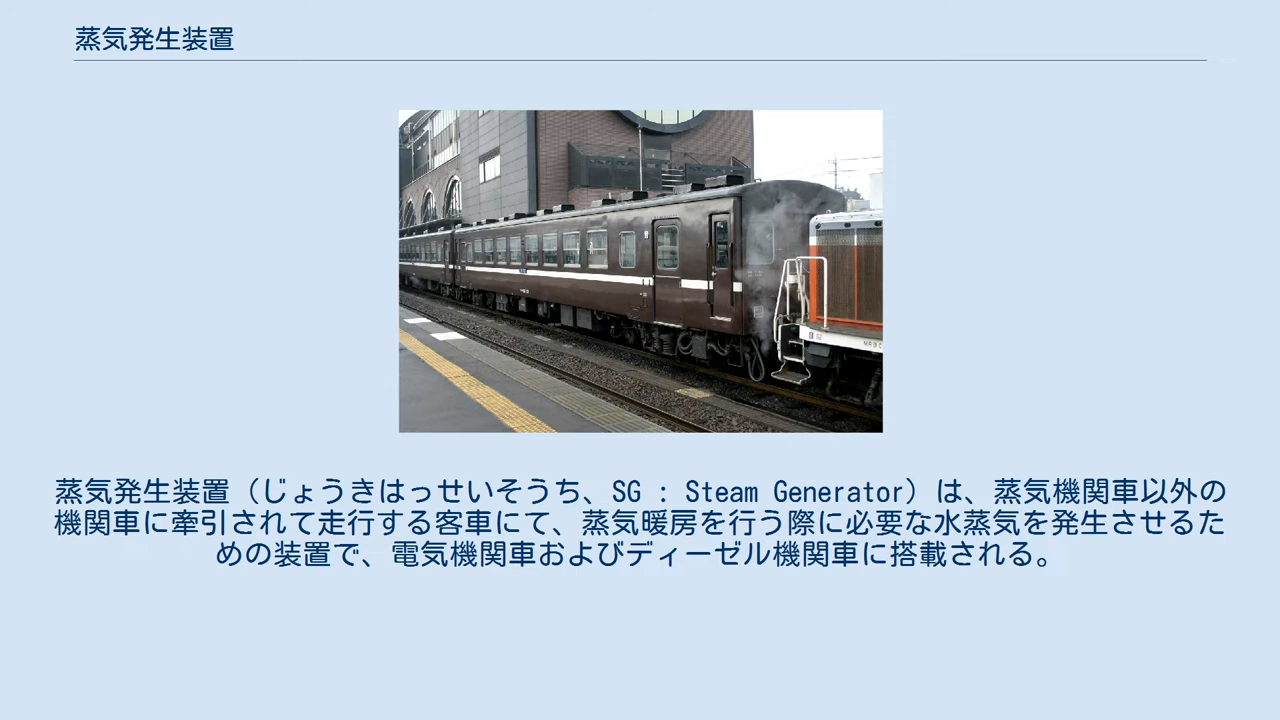 蒸気発生装置
蒸気発生装置（じょうきはっせいそうち、SG : Steam Generator）は、蒸気機関車以外の
機関車に牽引されて走行する客車にて、蒸気暖房を行う際に必要な水蒸気を発生させるた
めの装置で、電気機関車およびディーゼル機関車に搭載される。